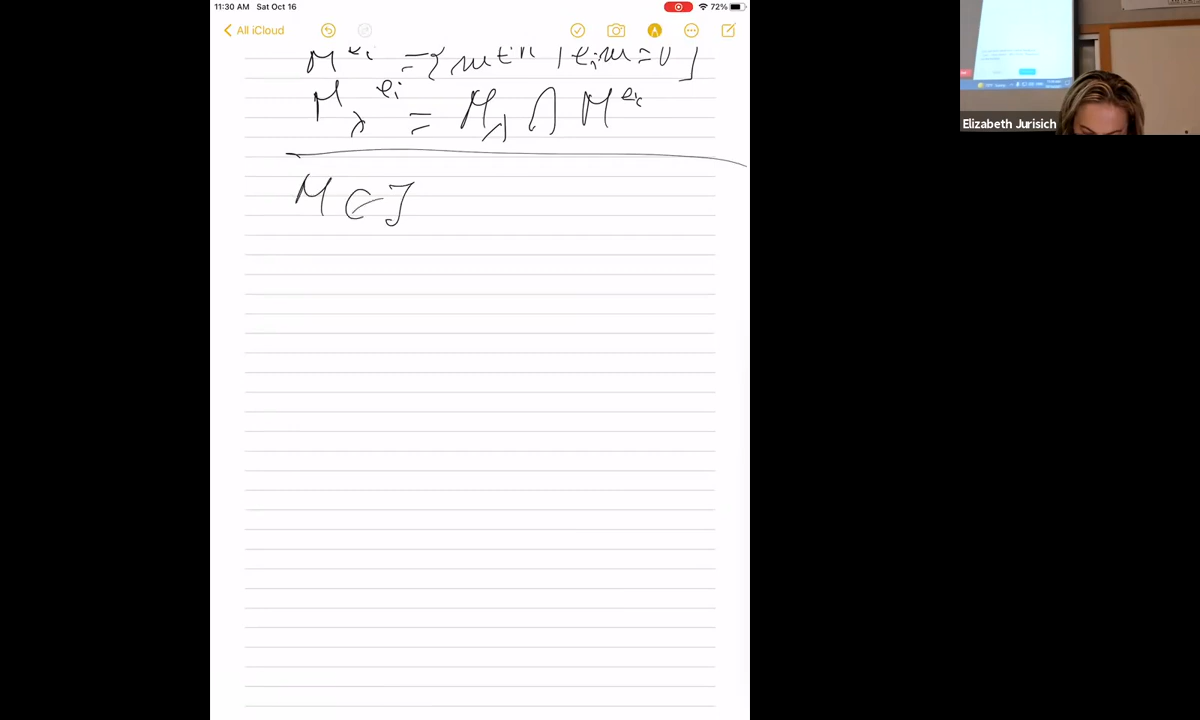 11:30 AM Sat Oct 16
72%
All iCloud
M^{e_i} = { m ∈ M | e_i m = 0 }
M_λ^{e_i} = M_λ ∩ M^{e_i}
M ∈ J
Elizabeth Jurisich